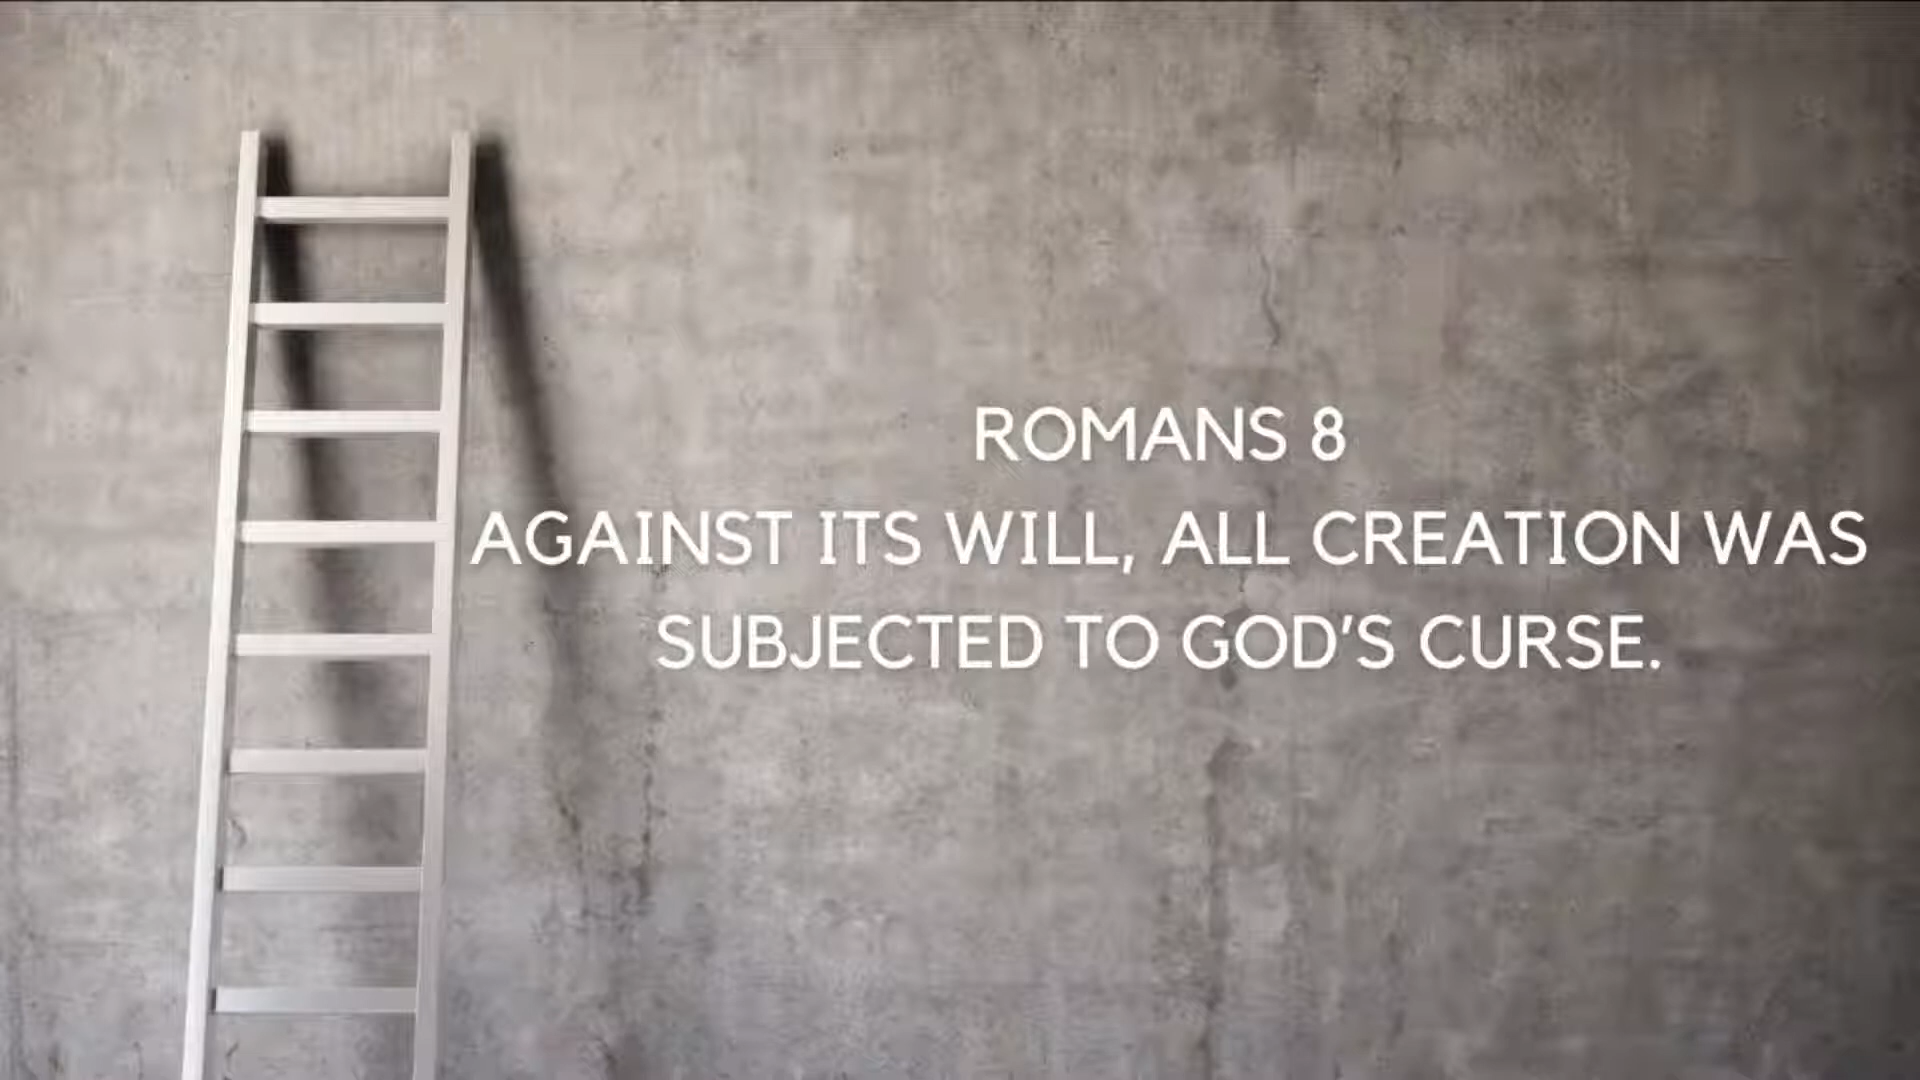 ROMANS 8
AGAINST ITS WILL, ALL CREATION WAS
SUBJECTED TO GOD'S CURSE.